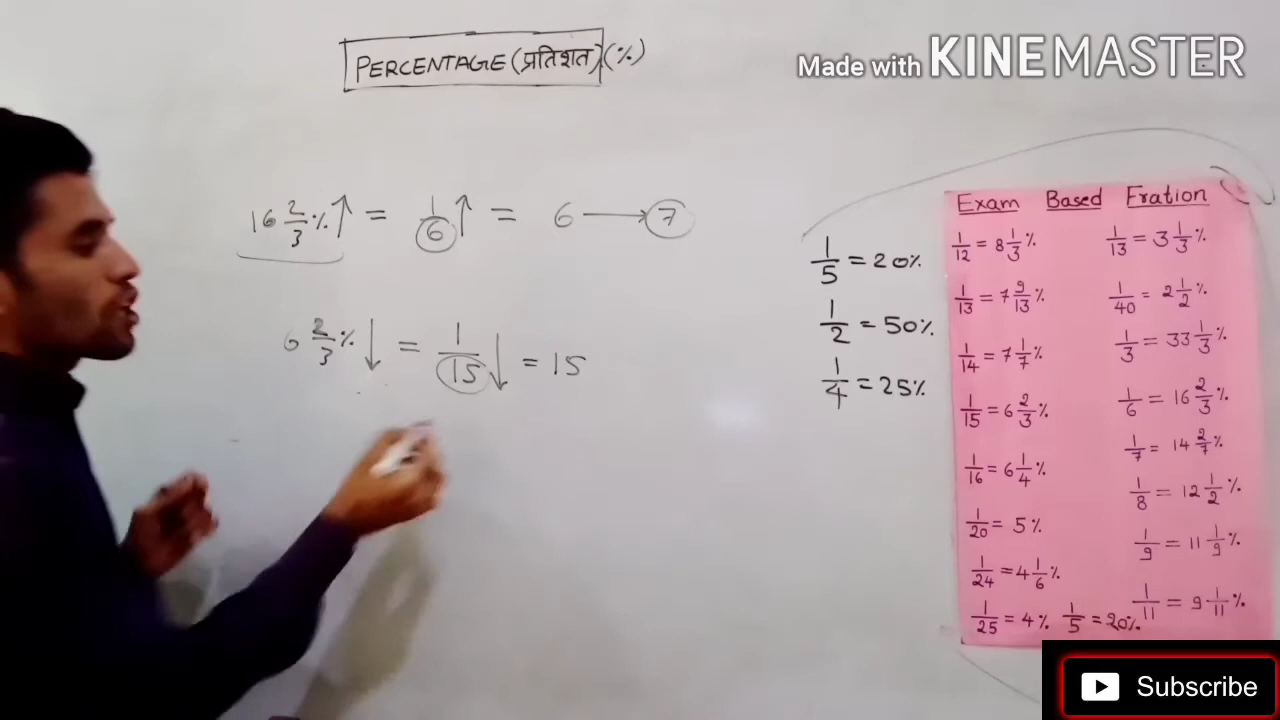 PERCENTAGE (प्रतिशत) (%)
Made with KINEMASTER
16 2/3 % ↑ = 1/6 ↑ = 6 → 7
6 2/3 % ↓ = 1/15 ↓ = 15
1/5 = 20%
1/2 = 50%
1/4 = 25%
Exam Based Fration
1/12 = 8 1/3 %
1/13 = 7 9/13 %
1/14 = 7 1/7 %
1/15 = 6 2/3 %
1/16 = 6 1/4 %
1/20 = 5%
1/24 = 4 1/6 %
1/25 = 4% 1/5 = 20%
1/13 = 3 1/3 %
1/40 = 2 1/2 %
1/3 = 33 1/3 %
1/6 = 16 2/3 %
1/7 = 14 2/7 %
1/8 = 12 1/2 %
1/9 = 11 1/9 %
1/11 = 9 1/11 %
Subscribe